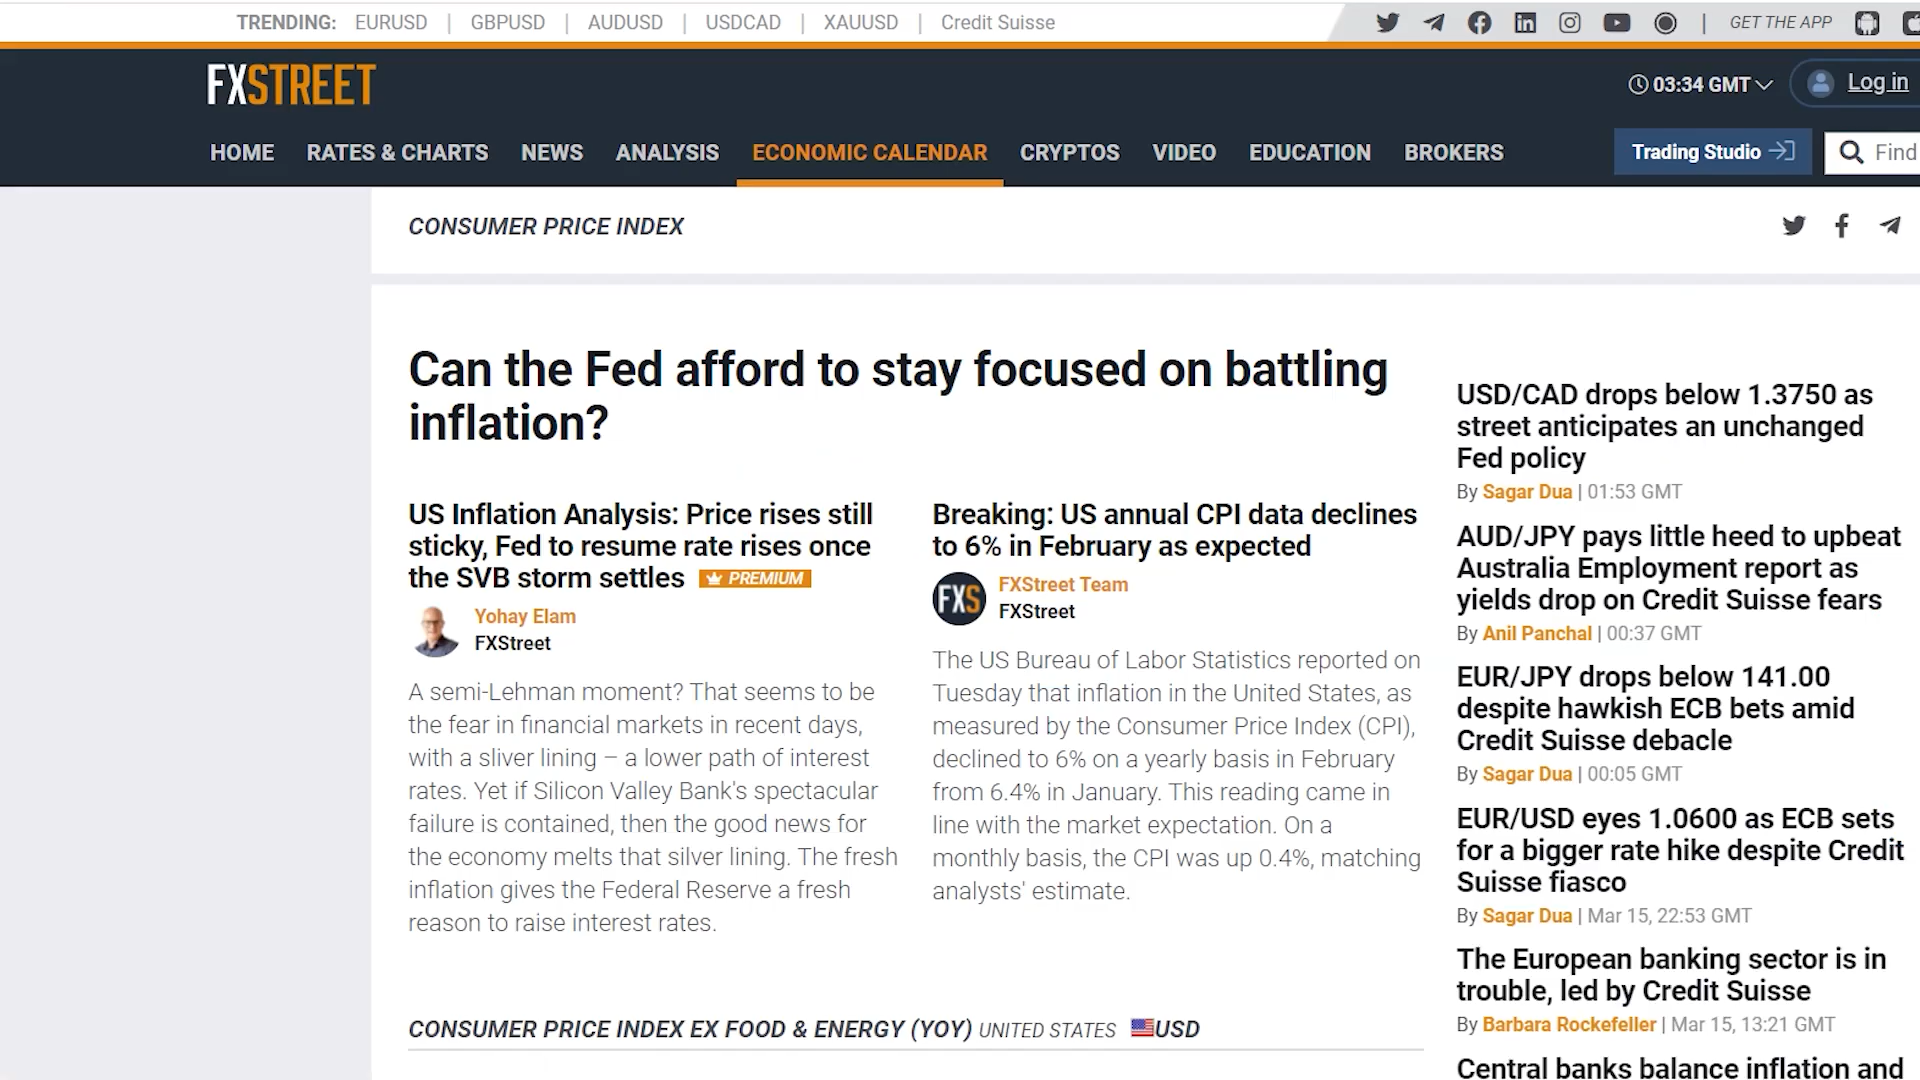 TRENDING: EURUSD | GBPUSD | AUDUSD | USDCAD | XAUUSD | Credit Suisse
| GET THE APP
FXSTREET
03:34 GMT
Log in
HOME RATES & CHARTS NEWS ANALYSIS ECONOMIC CALENDAR CRYPTOS VIDEO EDUCATION BROKERS
Trading Studio
Find
CONSUMER PRICE INDEX
Can the Fed afford to stay focused on battling
inflation?
US Inflation Analysis: Price rises still
sticky, Fed to resume rate rises once
the SVB storm settles PREMIUM
Yohay Elam
FXStreet
A semi-Lehman moment? That seems to be
the fear in financial markets in recent days,
with a sliver lining – a lower path of interest
rates. Yet if Silicon Valley Bank's spectacular
failure is contained, then the good news for
the economy melts that silver lining. The fresh
inflation gives the Federal Reserve a fresh
reason to raise interest rates.
Breaking: US annual CPI data declines
to 6% in February as expected
FXS
FXStreet Team
FXStreet
The US Bureau of Labor Statistics reported on
Tuesday that inflation in the United States, as
measured by the Consumer Price Index (CPI),
declined to 6% on a yearly basis in February
from 6.4% in January. This reading came in
line with the market expectation. On a
monthly basis, the CPI was up 0.4%, matching
analysts' estimate.
CONSUMER PRICE INDEX EX FOOD & ENERGY (YOY) UNITED STATES USD
USD/CAD drops below 1.3750 as
street anticipates an unchanged
Fed policy
By Sagar Dua | 01:53 GMT
AUD/JPY pays little heed to upbeat
Australia Employment report as
yields drop on Credit Suisse fears
By Anil Panchal | 00:37 GMT
EUR/JPY drops below 141.00
despite hawkish ECB bets amid
Credit Suisse debacle
By Sagar Dua | 00:05 GMT
EUR/USD eyes 1.0600 as ECB sets
for a bigger rate hike despite Credit
Suisse fiasco
By Sagar Dua | Mar 15, 22:53 GMT
The European banking sector is in
trouble, led by Credit Suisse
By Barbara Rockefeller | Mar 15, 13:21 GMT
Central banks balance inflation and